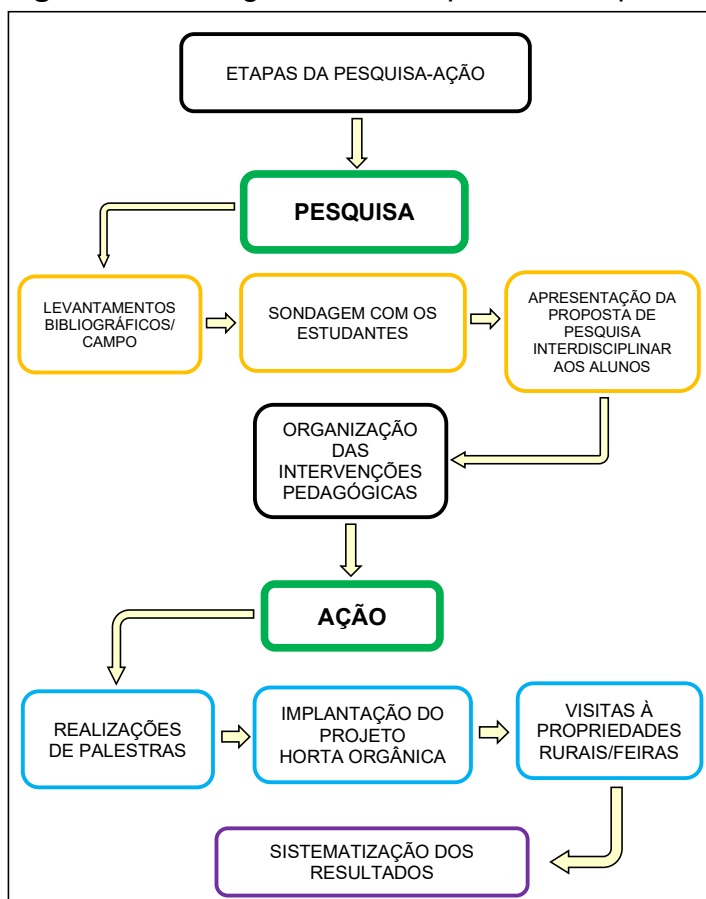 ETAPAS DA PESQUISA-AÇÃO
PESQUISA
LEVANTAMENTOS
BIBLIOGRÁFICOS/
CAMPO
SONDAGEM COM OS
ESTUDANTES
APRESENTAÇÃO DA
PROPOSTA DE
PESQUISA
INTERDISCIPLINAR
AOS ALUNOS
ORGANIZAÇÃO
DAS
INTERVENÇÕES
PEDAGÓGICAS
AÇÃO
REALIZAÇÕES
DE PALESTRAS
IMPLANTAÇÃO DO
PROJETO
HORTA ORGÂNICA
VISITAS À
PROPRIEDADES
RURAIS/FEIRAS
SISTEMATIZAÇÃO DOS
RESULTADOS